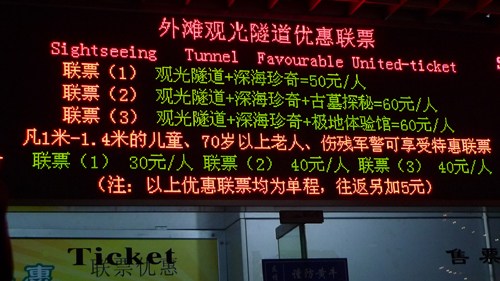 外滩观光隧道优惠联票
Sightseeing Tunnel Favourable United-ticket
联票（1） 观光隧道+深海珍奇=50元/人
联票（2） 观光隧道+深海珍奇+古墓探秘=60元/人
联票（3） 观光隧道+深海珍奇+极地体验馆=60元/人
凡1米-1.4米的儿童、70岁以上老人、伤残军警可享受特惠联票
联票（1） 30元/人 联票（2） 40元/人 联票（3） 40元/人
（注：以上优惠联票均为单程，往返另加5元）
Ticket
惠
联票优惠
售票